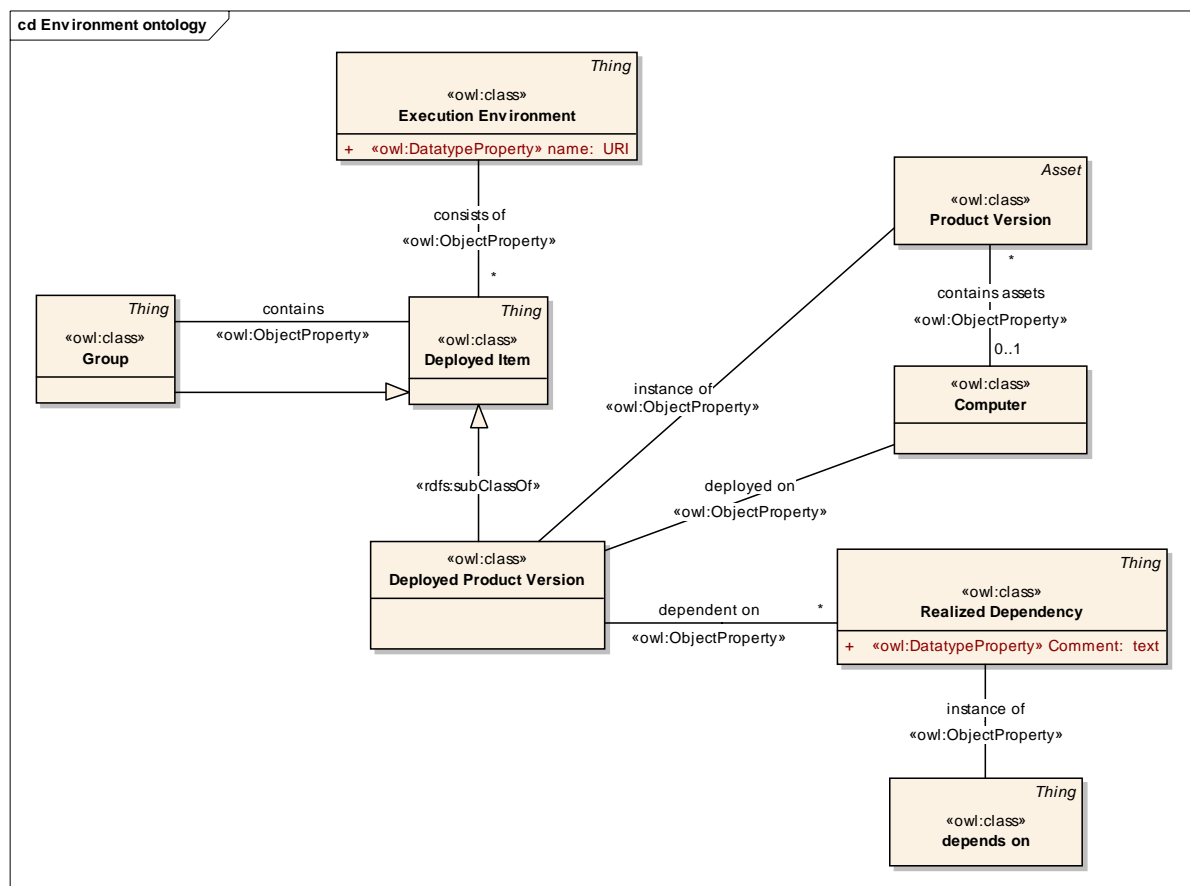 cd Environment ontology
Thing
«owl:class»
Execution Environment
+ «owl:DatatypeProperty» name: URI
consists of
«owl:ObjectProperty»
*
Asset
«owl:class»
Product Version
*
contains assets
«owl:ObjectProperty»
0..1
Thing
«owl:class»
Group
contains
«owl:ObjectProperty»
Thing
«owl:class»
Deployed Item
«owl:class»
Computer
instance of
«owl:ObjectProperty»
«rdfs:subClassOf»
deployed on
«owl:ObjectProperty»
«owl:class»
Deployed Product Version
dependent on
*
«owl:ObjectProperty»
Thing
«owl:class»
Realized Dependency
+ «owl:DatatypeProperty» Comment: text
instance of
«owl:ObjectProperty»
Thing
«owl:class»
depends on